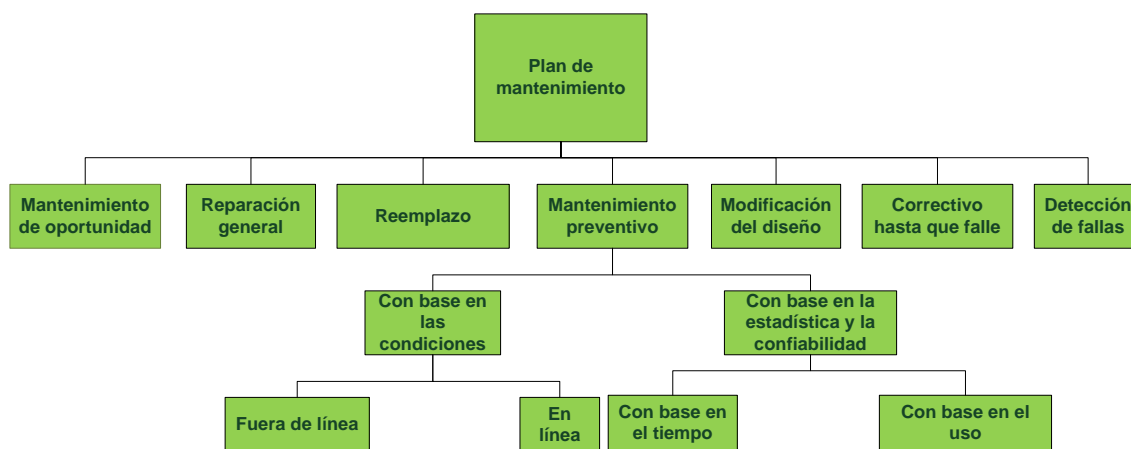 Plan de
mantenimiento
Mantenimiento
de oportunidad
Reparación
general
Reemplazo
Mantenimiento
preventivo
Modificación
del diseño
Correctivo
hasta que falle
Detección
de fallas
Con base en
las
condiciones
Con base en la
estadística y la
confiabilidad
Fuera de línea
En
línea
Con base en
el tiempo
Con base en el
uso